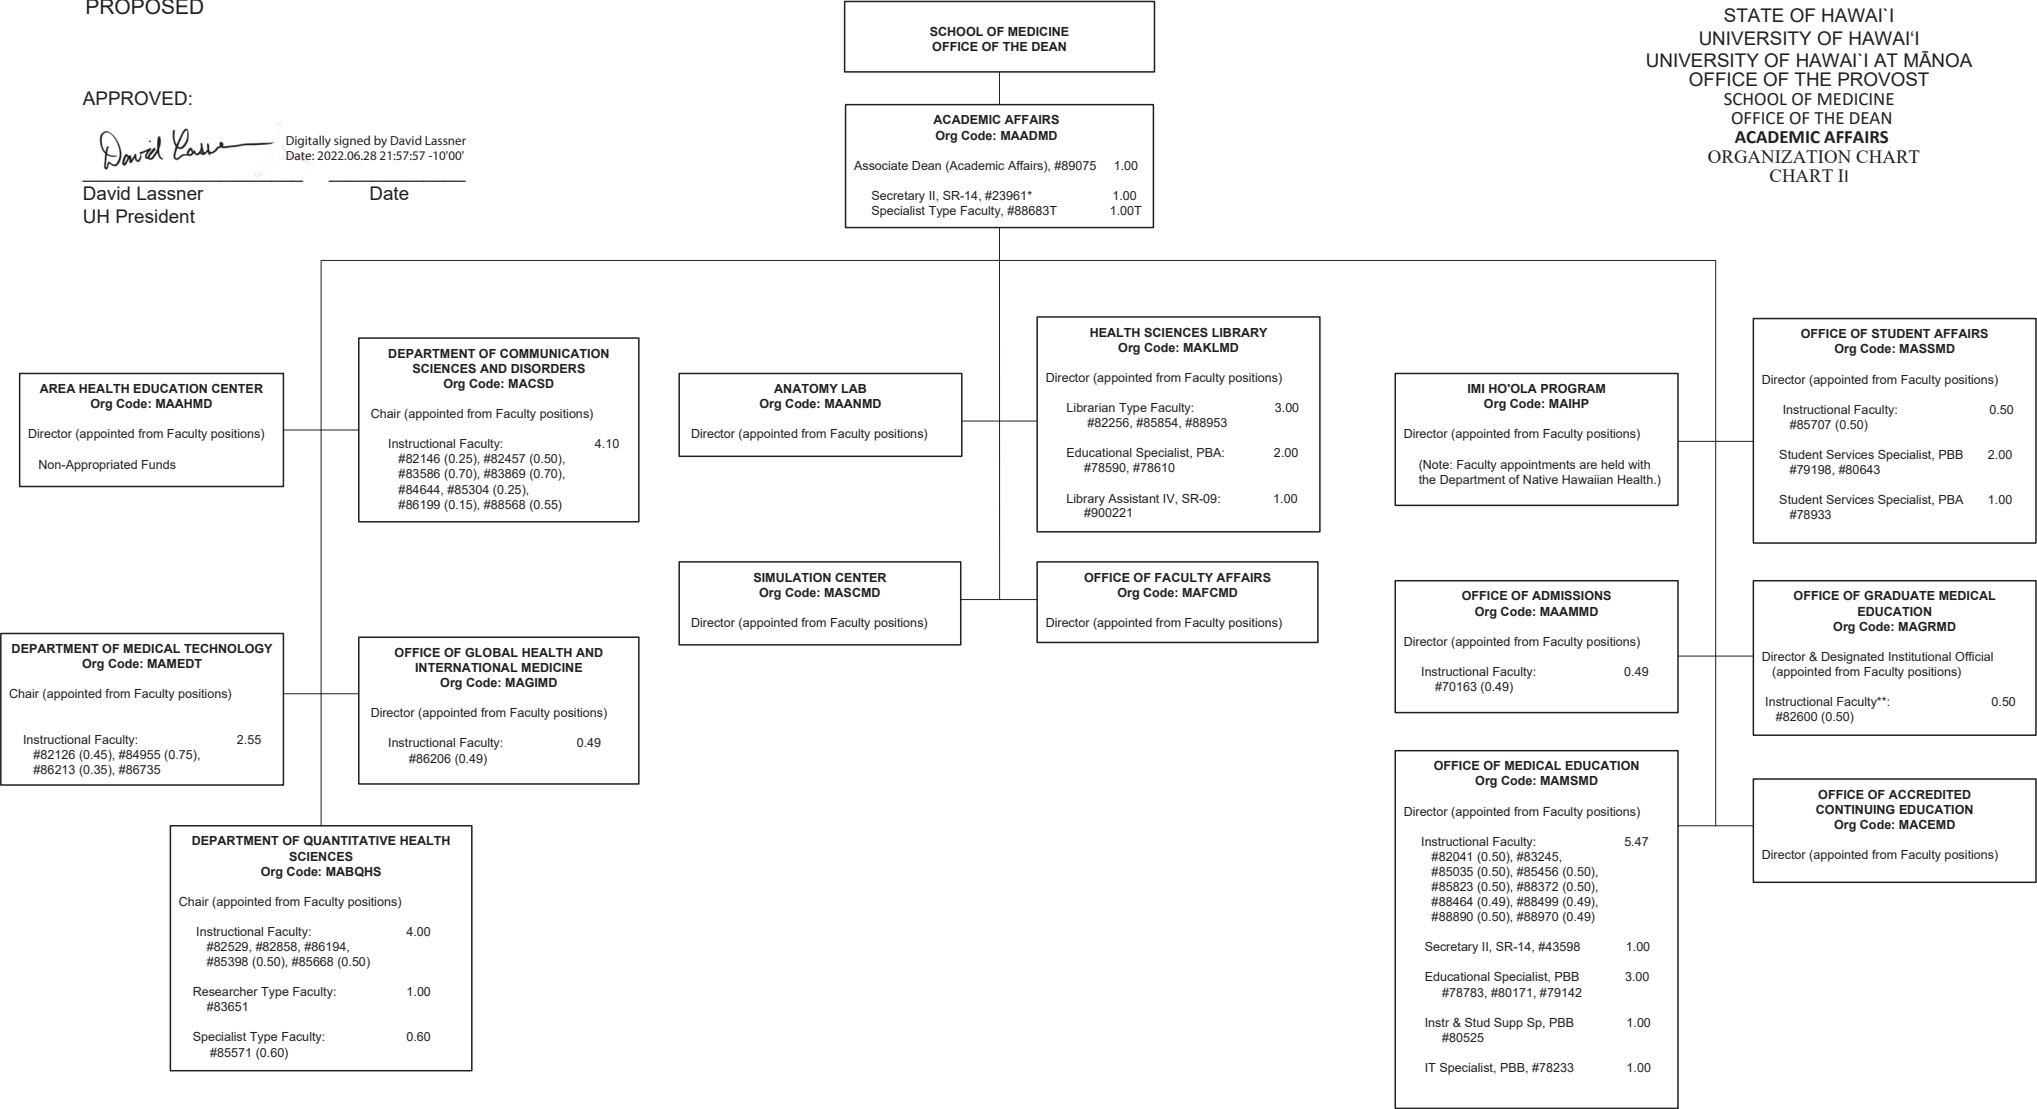 PROPOSED
APPROVED:
David Lassner
Digitally signed by David Lassner
Date: 2022.06.28 21:57:57 -10'00'
David Lassner
Date
UH President
STATE OF HAWAI`I
UNIVERSITY OF HAWAI‘I
UNIVERSITY OF HAWAI`I AT MĀNOA
OFFICE OF THE PROVOST
SCHOOL OF MEDICINE
OFFICE OF THE DEAN
ACADEMIC AFFAIRS
ORGANIZATION CHART
CHART II
SCHOOL OF MEDICINE
OFFICE OF THE DEAN
ACADEMIC AFFAIRS
Org Code: MAADMD
Associate Dean (Academic Affairs), #89075 1.00
Secretary II, SR-14, #23961* 1.00
Specialist Type Faculty, #88683T 1.00T
AREA HEALTH EDUCATION CENTER
Org Code: MAAHMD
Director (appointed from Faculty positions)
Non-Appropriated Funds
DEPARTMENT OF COMMUNICATION
SCIENCES AND DISORDERS
Org Code: MACSD
Chair (appointed from Faculty positions)
Instructional Faculty: 4.10
#82146 (0.25), #82457 (0.50),
#83586 (0.70), #83869 (0.70),
#84644, #85304 (0.25),
#86199 (0.15), #88568 (0.55)
ANATOMY LAB
Org Code: MAANMD
Director (appointed from Faculty positions)
HEALTH SCIENCES LIBRARY
Org Code: MAKLMD
Director (appointed from Faculty positions)
Librarian Type Faculty: 3.00
#82256, #85854, #88953
Educational Specialist, PBA: 2.00
#78590, #78610
Library Assistant IV, SR-09: 1.00
#900221
IMI HO'OLA PROGRAM
Org Code: MAIHP
Director (appointed from Faculty positions)
(Note: Faculty appointments are held with
the Department of Native Hawaiian Health.)
OFFICE OF STUDENT AFFAIRS
Org Code: MASSMD
Director (appointed from Faculty positions)
Instructional Faculty: 0.50
#85707 (0.50)
Student Services Specialist, PBB 2.00
#79198, #80643
Student Services Specialist, PBA 1.00
#78933
SIMULATION CENTER
Org Code: MASCMD
Director (appointed from Faculty positions)
OFFICE OF FACULTY AFFAIRS
Org Code: MAFCMD
Director (appointed from Faculty positions)
OFFICE OF ADMISSIONS
Org Code: MAAMMD
Director (appointed from Faculty positions)
Instructional Faculty: 0.49
#70163 (0.49)
OFFICE OF GRADUATE MEDICAL
EDUCATION
Org Code: MAGRMD
Director & Designated Institutional Official
(appointed from Faculty positions)
Instructional Faculty**: 0.50
#82600 (0.50)
DEPARTMENT OF MEDICAL TECHNOLOGY
Org Code: MAMEDT
Chair (appointed from Faculty positions)
Instructional Faculty: 2.55
#82126 (0.45), #84955 (0.75),
#86213 (0.35), #86735
OFFICE OF GLOBAL HEALTH AND
INTERNATIONAL MEDICINE
Org Code: MAGIMD
Director (appointed from Faculty positions)
Instructional Faculty: 0.49
#86206 (0.49)
OFFICE OF MEDICAL EDUCATION
Org Code: MAMSMD
Director (appointed from Faculty positions)
Instructional Faculty: 5.47
#82041 (0.50), #83245,
#85035 (0.50), #85456 (0.50),
#85823 (0.50), #88372 (0.50),
#88464 (0.49), #88499 (0.49),
#88890 (0.50), #88970 (0.49)
Secretary II, SR-14, #43598 1.00
Educational Specialist, PBB 3.00
#78783, #80171, #79142
Instr & Stud Supp Sp, PBB 1.00
#80525
IT Specialist, PBB, #78233 1.00
OFFICE OF ACCREDITED
CONTINUING EDUCATION
Org Code: MACEMD
Director (appointed from Faculty positions)
DEPARTMENT OF QUANTITATIVE HEALTH
SCIENCES
Org Code: MABQHS
Chair (appointed from Faculty positions)
Instructional Faculty: 4.00
#82529, #82858, #86194,
#85398 (0.50), #85668 (0.50)
Researcher Type Faculty: 1.00
#83651
Specialist Type Faculty: 0.60
#85571 (0.60)